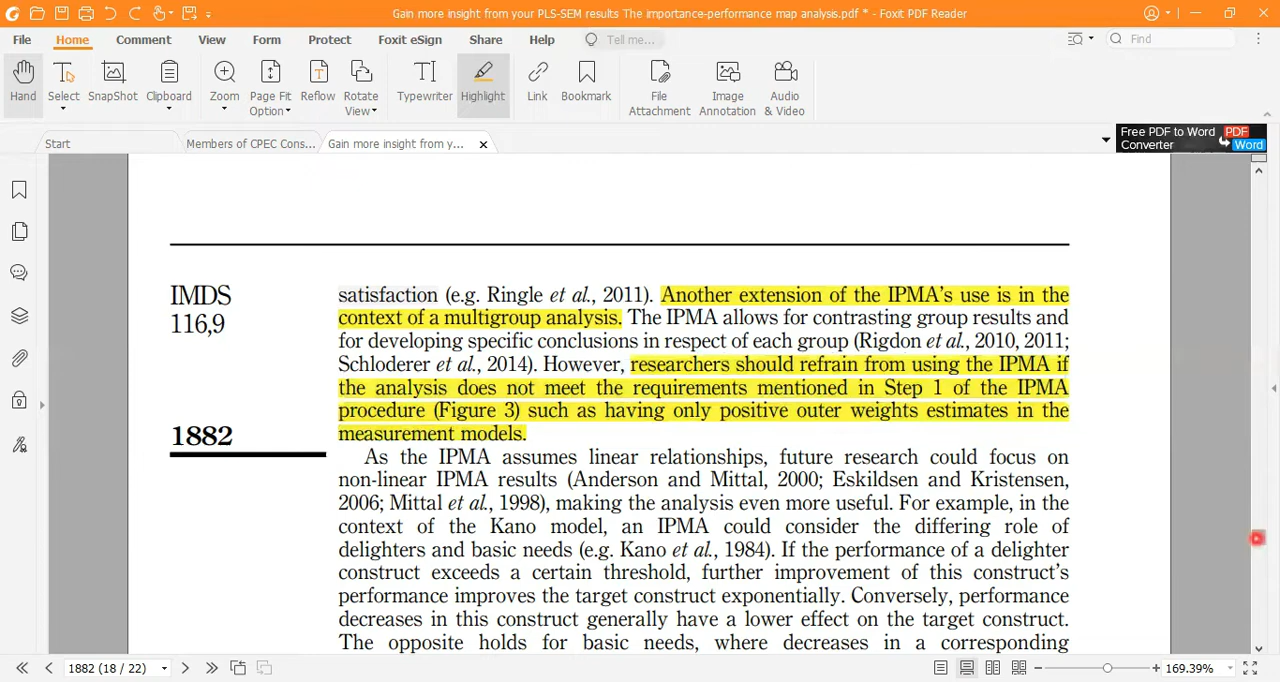 Gain more insight from your PLS-SEM results The importance-performance map analysis.pdf * - Foxit PDF Reader
File Home Comment View Form Protect Foxit eSign Share Help Tell me... Find
Hand Select SnapShot Clipboard Zoom Page Fit Option Reflow Rotate View Typewriter Highlight Link Bookmark File Attachment Image Annotation Audio & Video
Start Members of CPEC Cons... Gain more insight from y...
Free PDF to Word Converter PDF Word
IMDS
116,9
1882
satisfaction (e.g. Ringle et al., 2011). Another extension of the IPMA's use is in the
context of a multigroup analysis. The IPMA allows for contrasting group results and
for developing specific conclusions in respect of each group (Rigdon et al., 2010, 2011;
Schloderer et al., 2014). However, researchers should refrain from using the IPMA if
the analysis does not meet the requirements mentioned in Step 1 of the IPMA
procedure (Figure 3) such as having only positive outer weights estimates in the
measurement models.
As the IPMA assumes linear relationships, future research could focus on
non-linear IPMA results (Anderson and Mittal, 2000; Eskildsen and Kristensen,
2006; Mittal et al., 1998), making the analysis even more useful. For example, in the
context of the Kano model, an IPMA could consider the differing role of
delighters and basic needs (e.g. Kano et al., 1984). If the performance of a delighter
construct exceeds a certain threshold, further improvement of this construct's
performance improves the target construct exponentially. Conversely, performance
decreases in this construct generally have a lower effect on the target construct.
The opposite holds for basic needs, where decreases in a corresponding
1882 (18 / 22) 169.39%